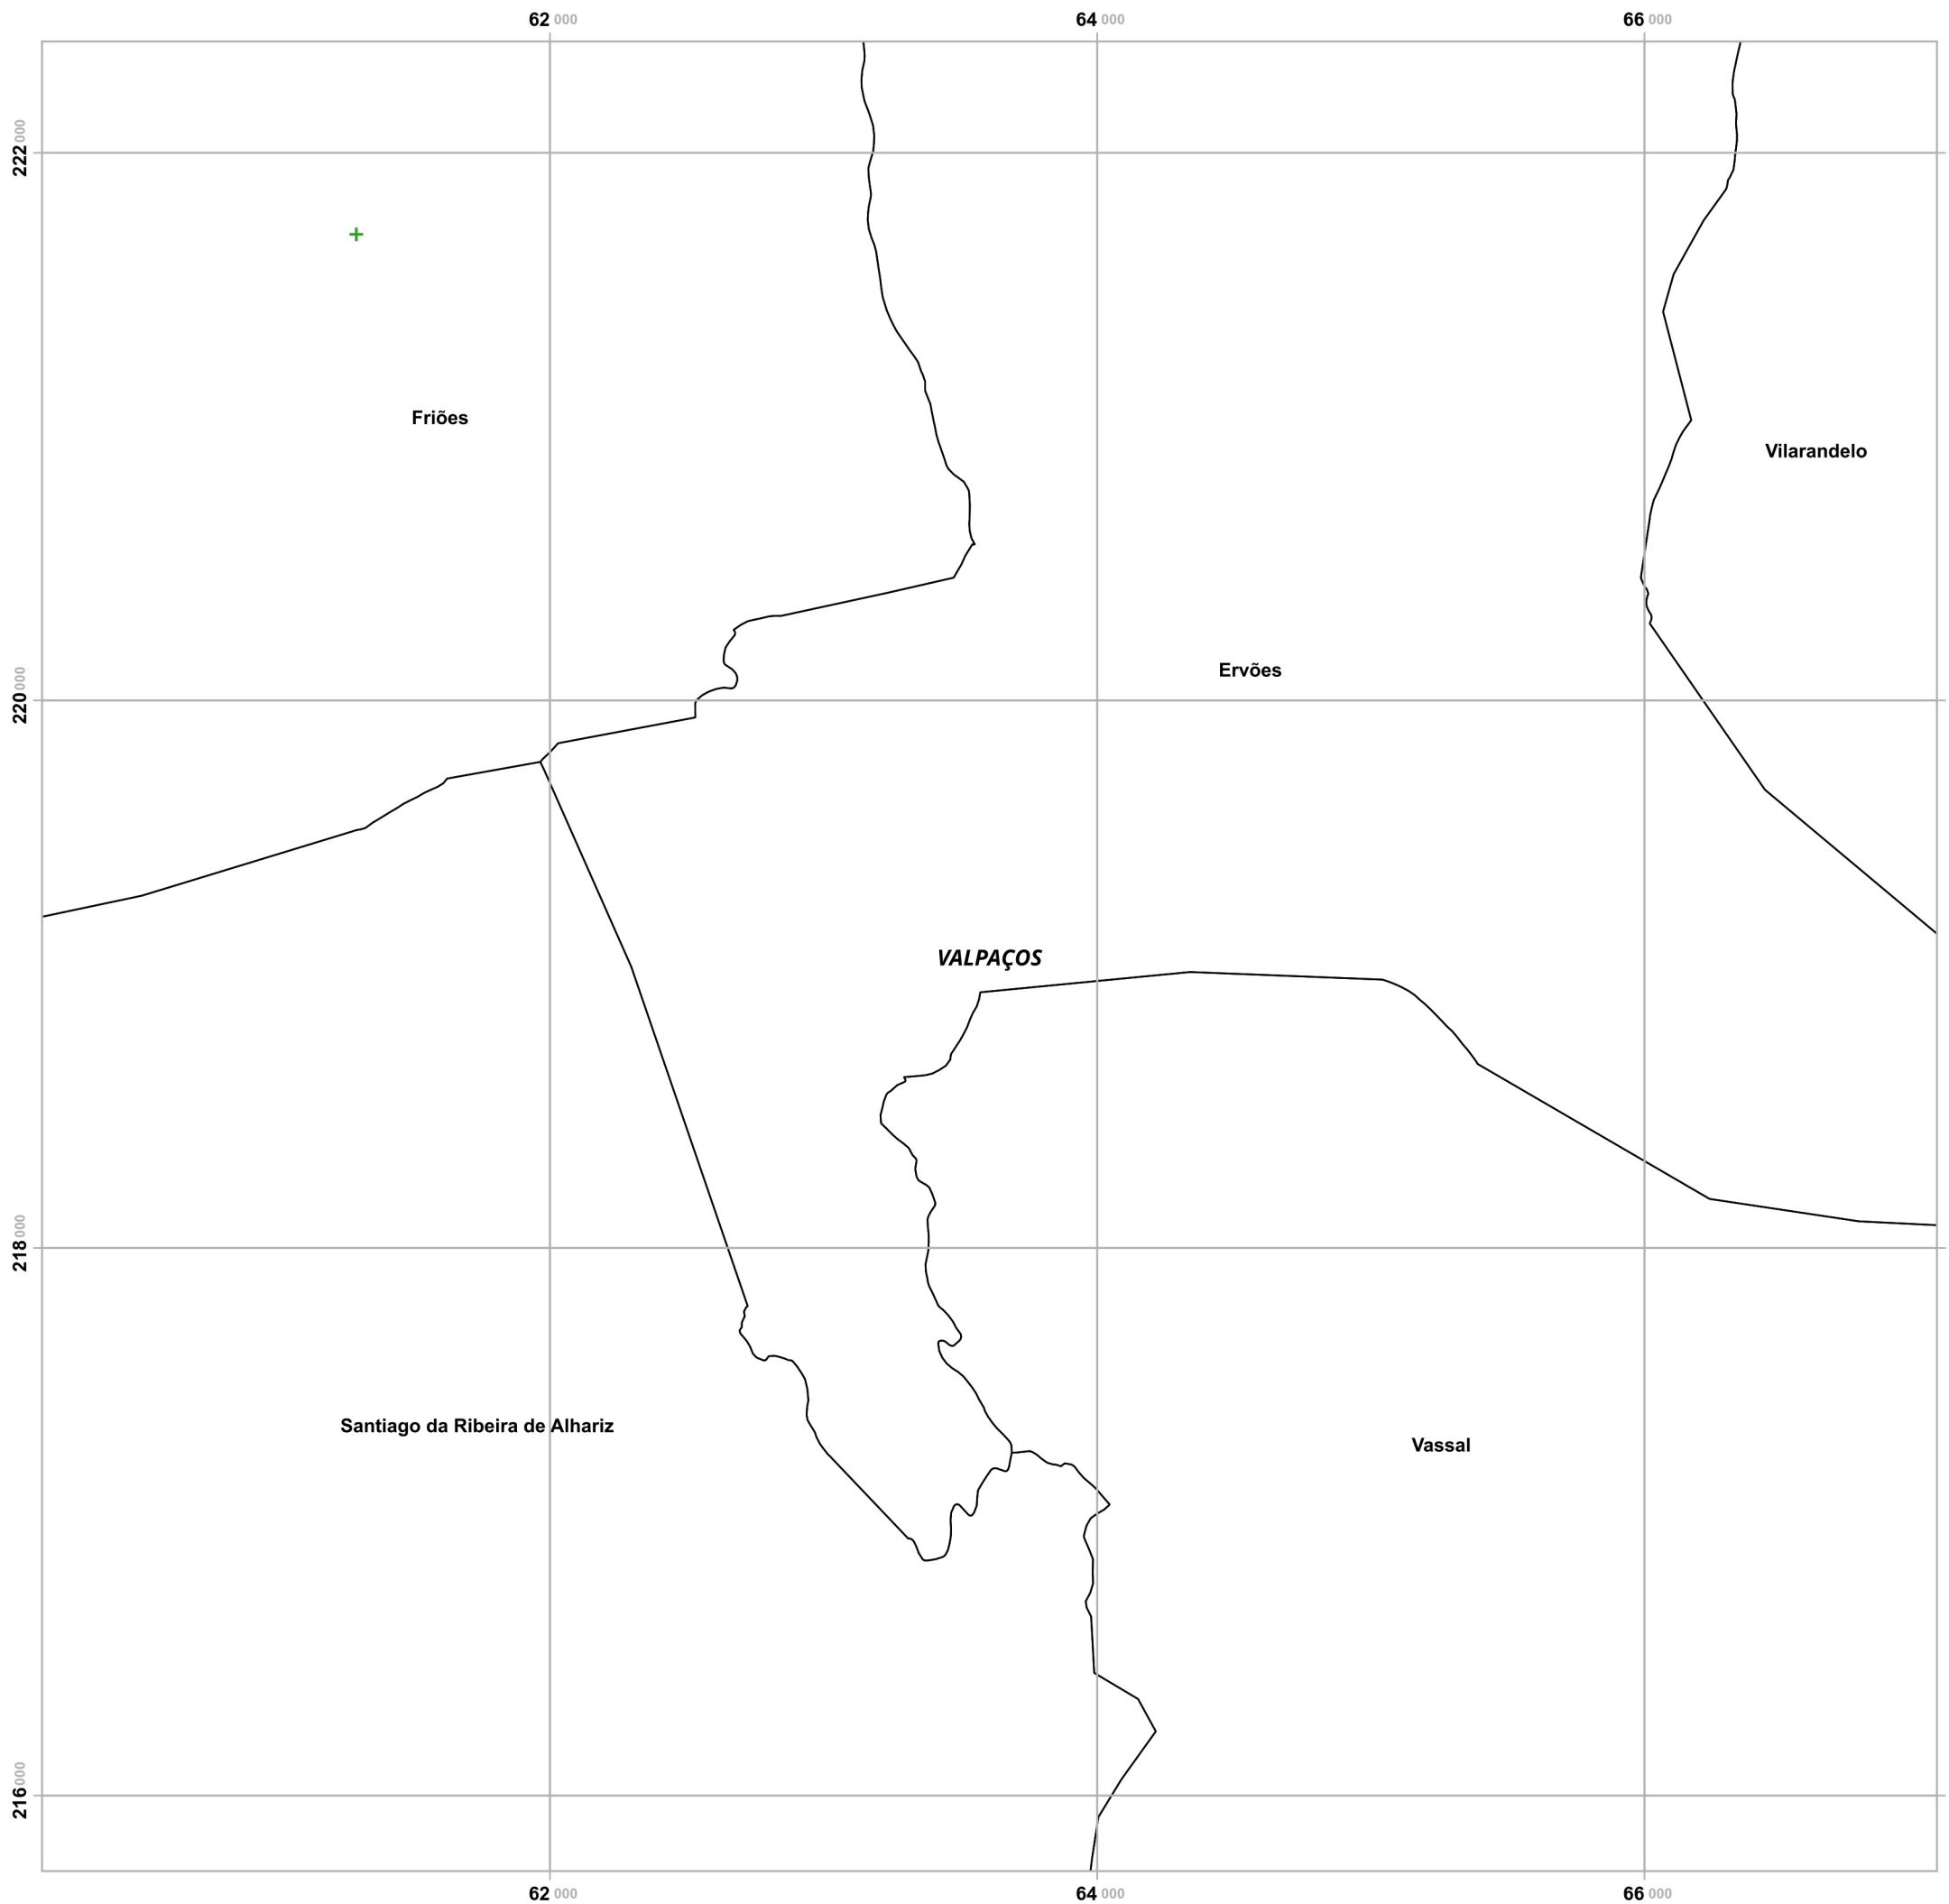 62 000 64 000 66 000
222 000
Friões
Vilarandelo
Ervões
220 000
VALPAÇOS
218 000
Santiago da Ribeira de Alhariz
Vassal
216 000
62 000 64 000 66 000